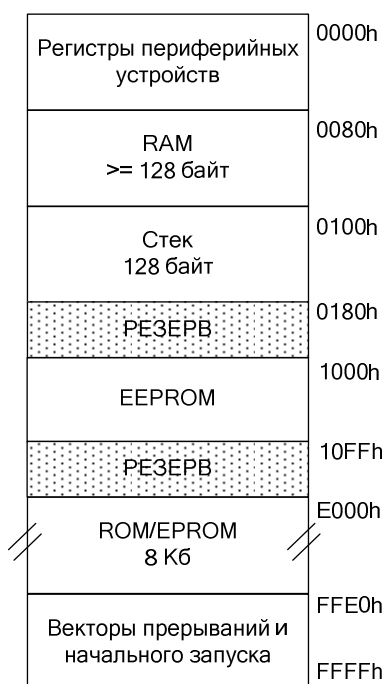 0000h
Регистры периферийных
устройств
0080h
RAM
>= 128 байт
0100h
Стек
128 байт
0180h
РЕЗЕРВ
1000h
EEPROM
10FFh
РЕЗЕРВ
E000h
ROM/EPROM
8 Кб
FFE0h
Векторы прерываний и
начального запуска
FFFFh